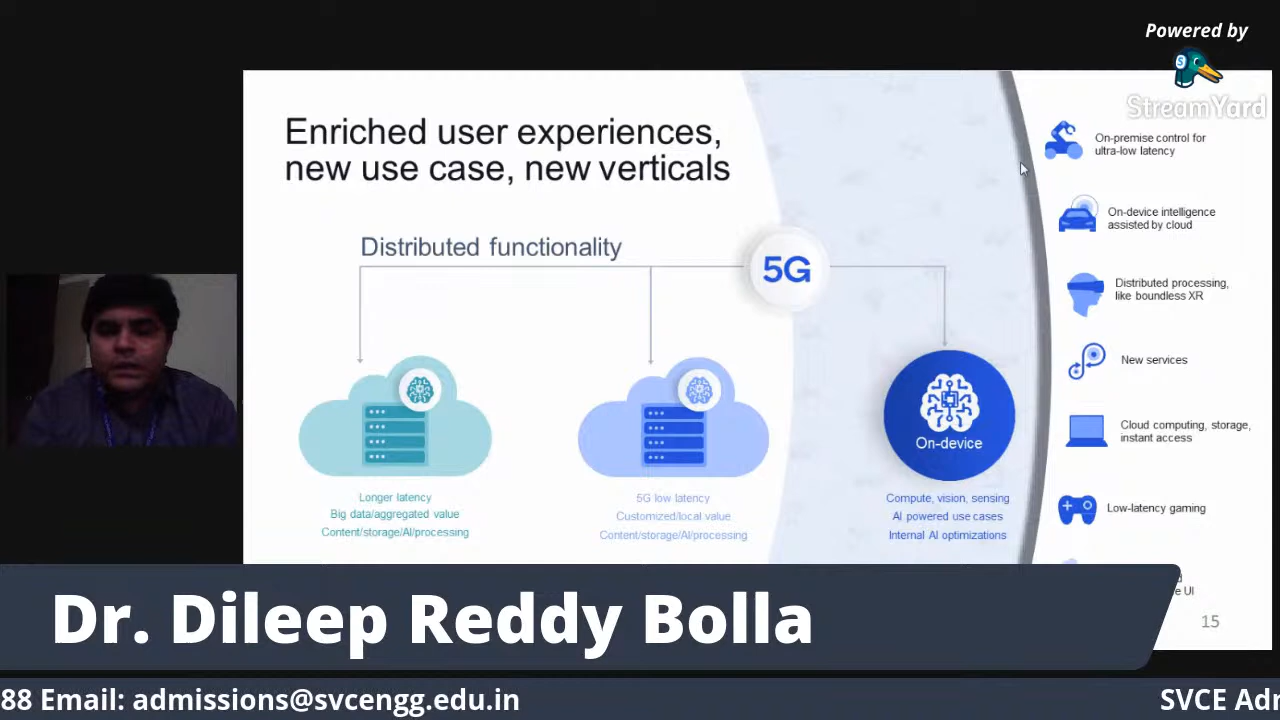 Powered by
StreamYard
Enriched user experiences,
new use case, new verticals
Distributed functionality
5G
On-device
Longer latency
Big data/aggregated value
Content/storage/AI/processing
5G low latency
Customized/local value
Content/storage/AI/processing
Compute, vision, sensing
AI powered use cases
Internal AI optimizations
On-premise control for
ultra-low latency
On-device intelligence
assisted by cloud
Distributed processing,
like boundless XR
New services
Cloud computing, storage,
instant access
Low-latency gaming
UI
15
Dr. Dileep Reddy Bolla
88 Email: admissions@svcengg.edu.in
SVCE